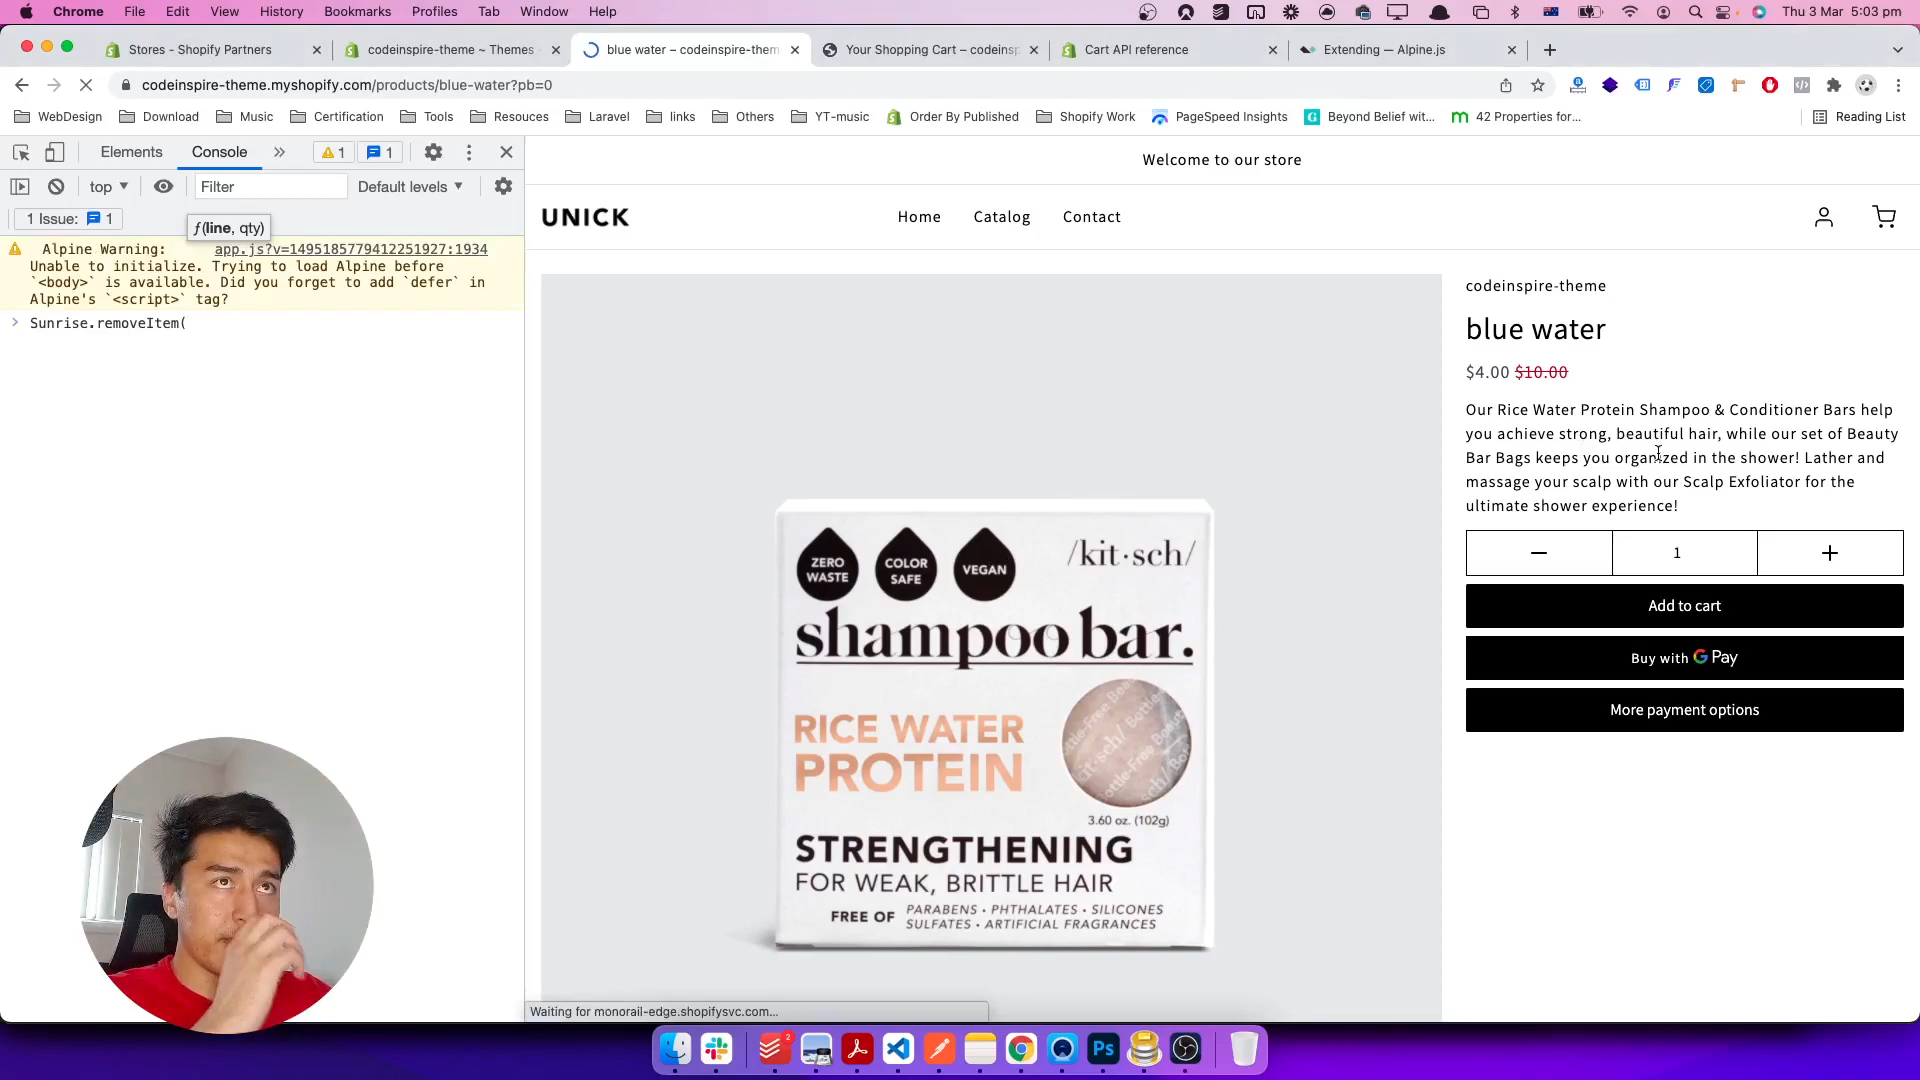 Chrome File Edit View History Bookmarks Profiles Tab Window Help
Thu 3 Mar 5:03 pm
Stores - Shopify Partners
codeinspire-theme ~ Themes -
blue water – codeinspire-them
Your Shopping Cart – codeinsp
Cart API reference
Extending — Alpine.js
codeinspire-theme.myshopify.com/products/blue-water?pb=0
WebDesign Download Music Certification Tools Resouces Laravel links Others YT-music Order By Published Shopify Work PageSpeed Insights Beyond Belief wit... 42 Properties for... Reading List
Elements Console » 1 1
top Filter Default levels
1 Issue: 1
ƒ(line, qty)
Alpine Warning: app.js?v=1495185779412251927:1934
Unable to initialize. Trying to load Alpine before
`<body>` is available. Did you forget to add `defer` in
Alpine's `<script>` tag?
> Sunrise.removeItem(
Welcome to our store
UNICK
Home Catalog Contact
codeinspire-theme
blue water
$4.00 $10.00
Our Rice Water Protein Shampoo & Conditioner Bars help
you achieve strong, beautiful hair, while our set of Beauty
Bar Bags keeps you organized in the shower! Lather and
massage your scalp with our Scalp Exfoliator for the
ultimate shower experience!
− 1 +
Add to cart
Buy with G Pay
More payment options
ZERO WASTE
COLOR SAFE
VEGAN
/kit·sch/
shampoo bar.
RICE WATER
PROTEIN
3.60 oz. (102g)
STRENGTHENING
FOR WEAK, BRITTLE HAIR
FREE OF PARABENS • PHTHALATES • SILICONES
SULFATES • ARTIFICIAL FRAGRANCES
Waiting for monorail-edge.shopifysvc.com...
2
Ps